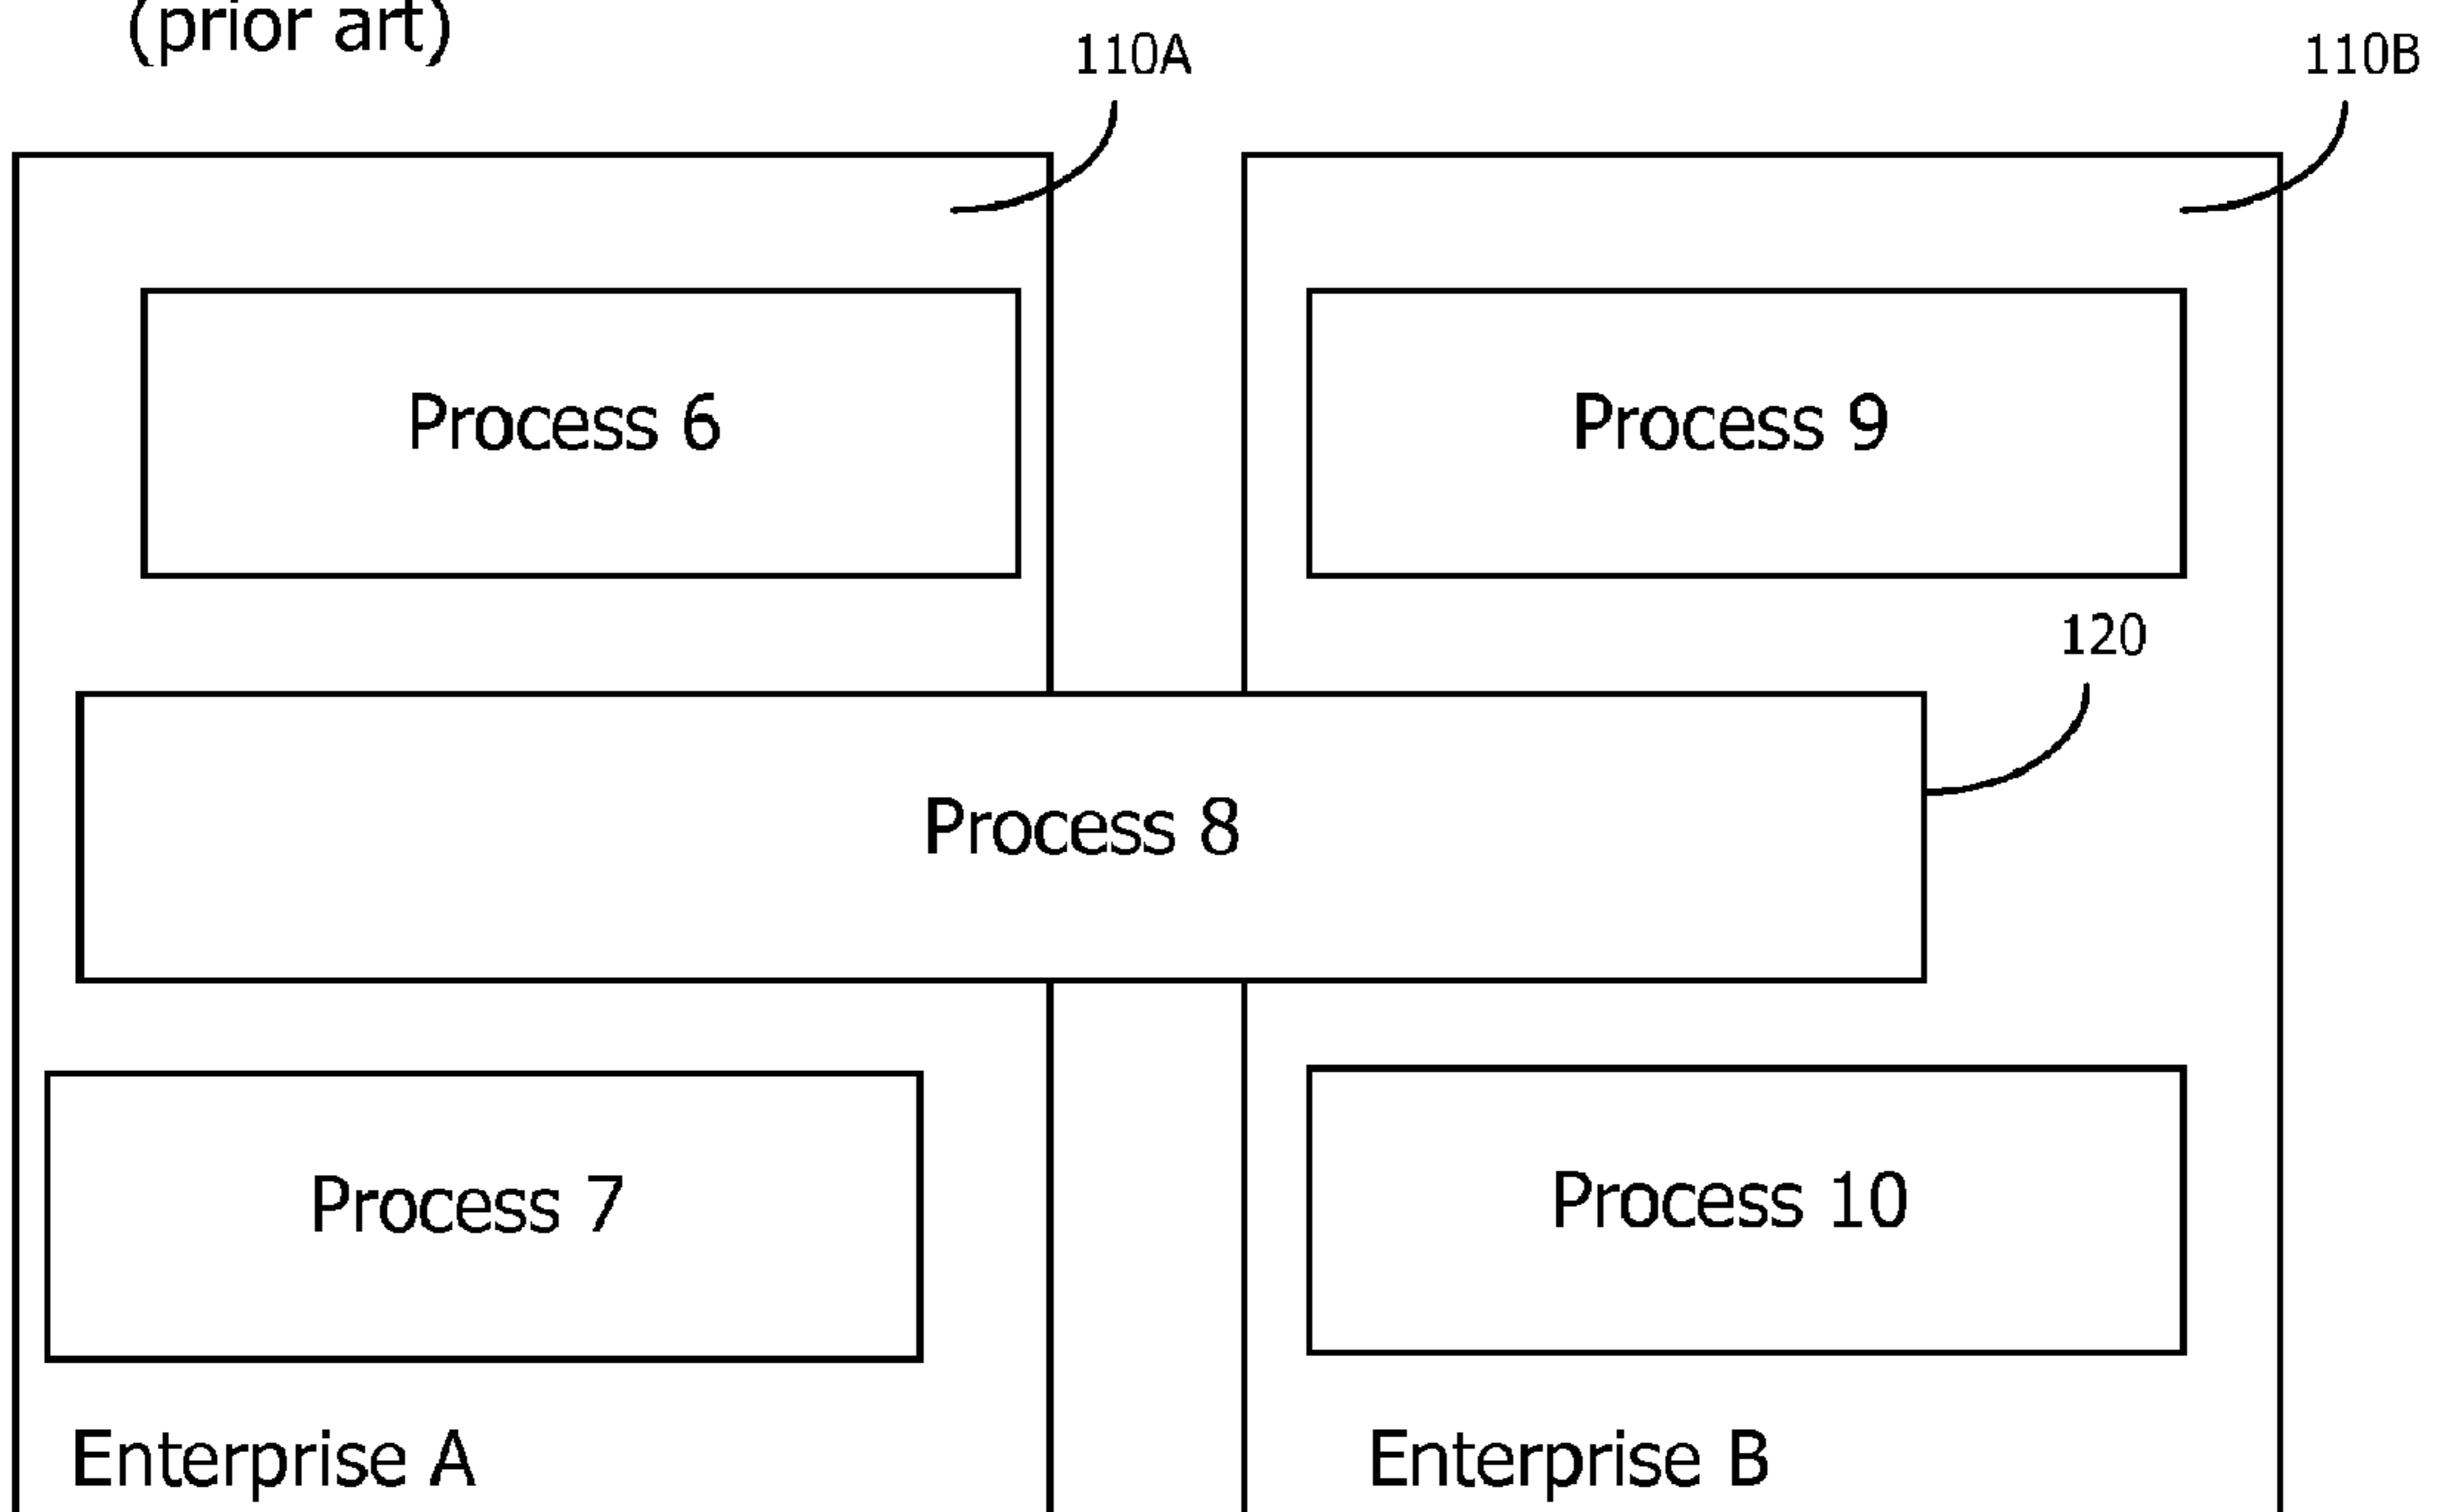 (prior art)
110A
110B
Process 6
Process 9
120
Process 8
Process 7
Process 10
Enterprise A
Enterprise B